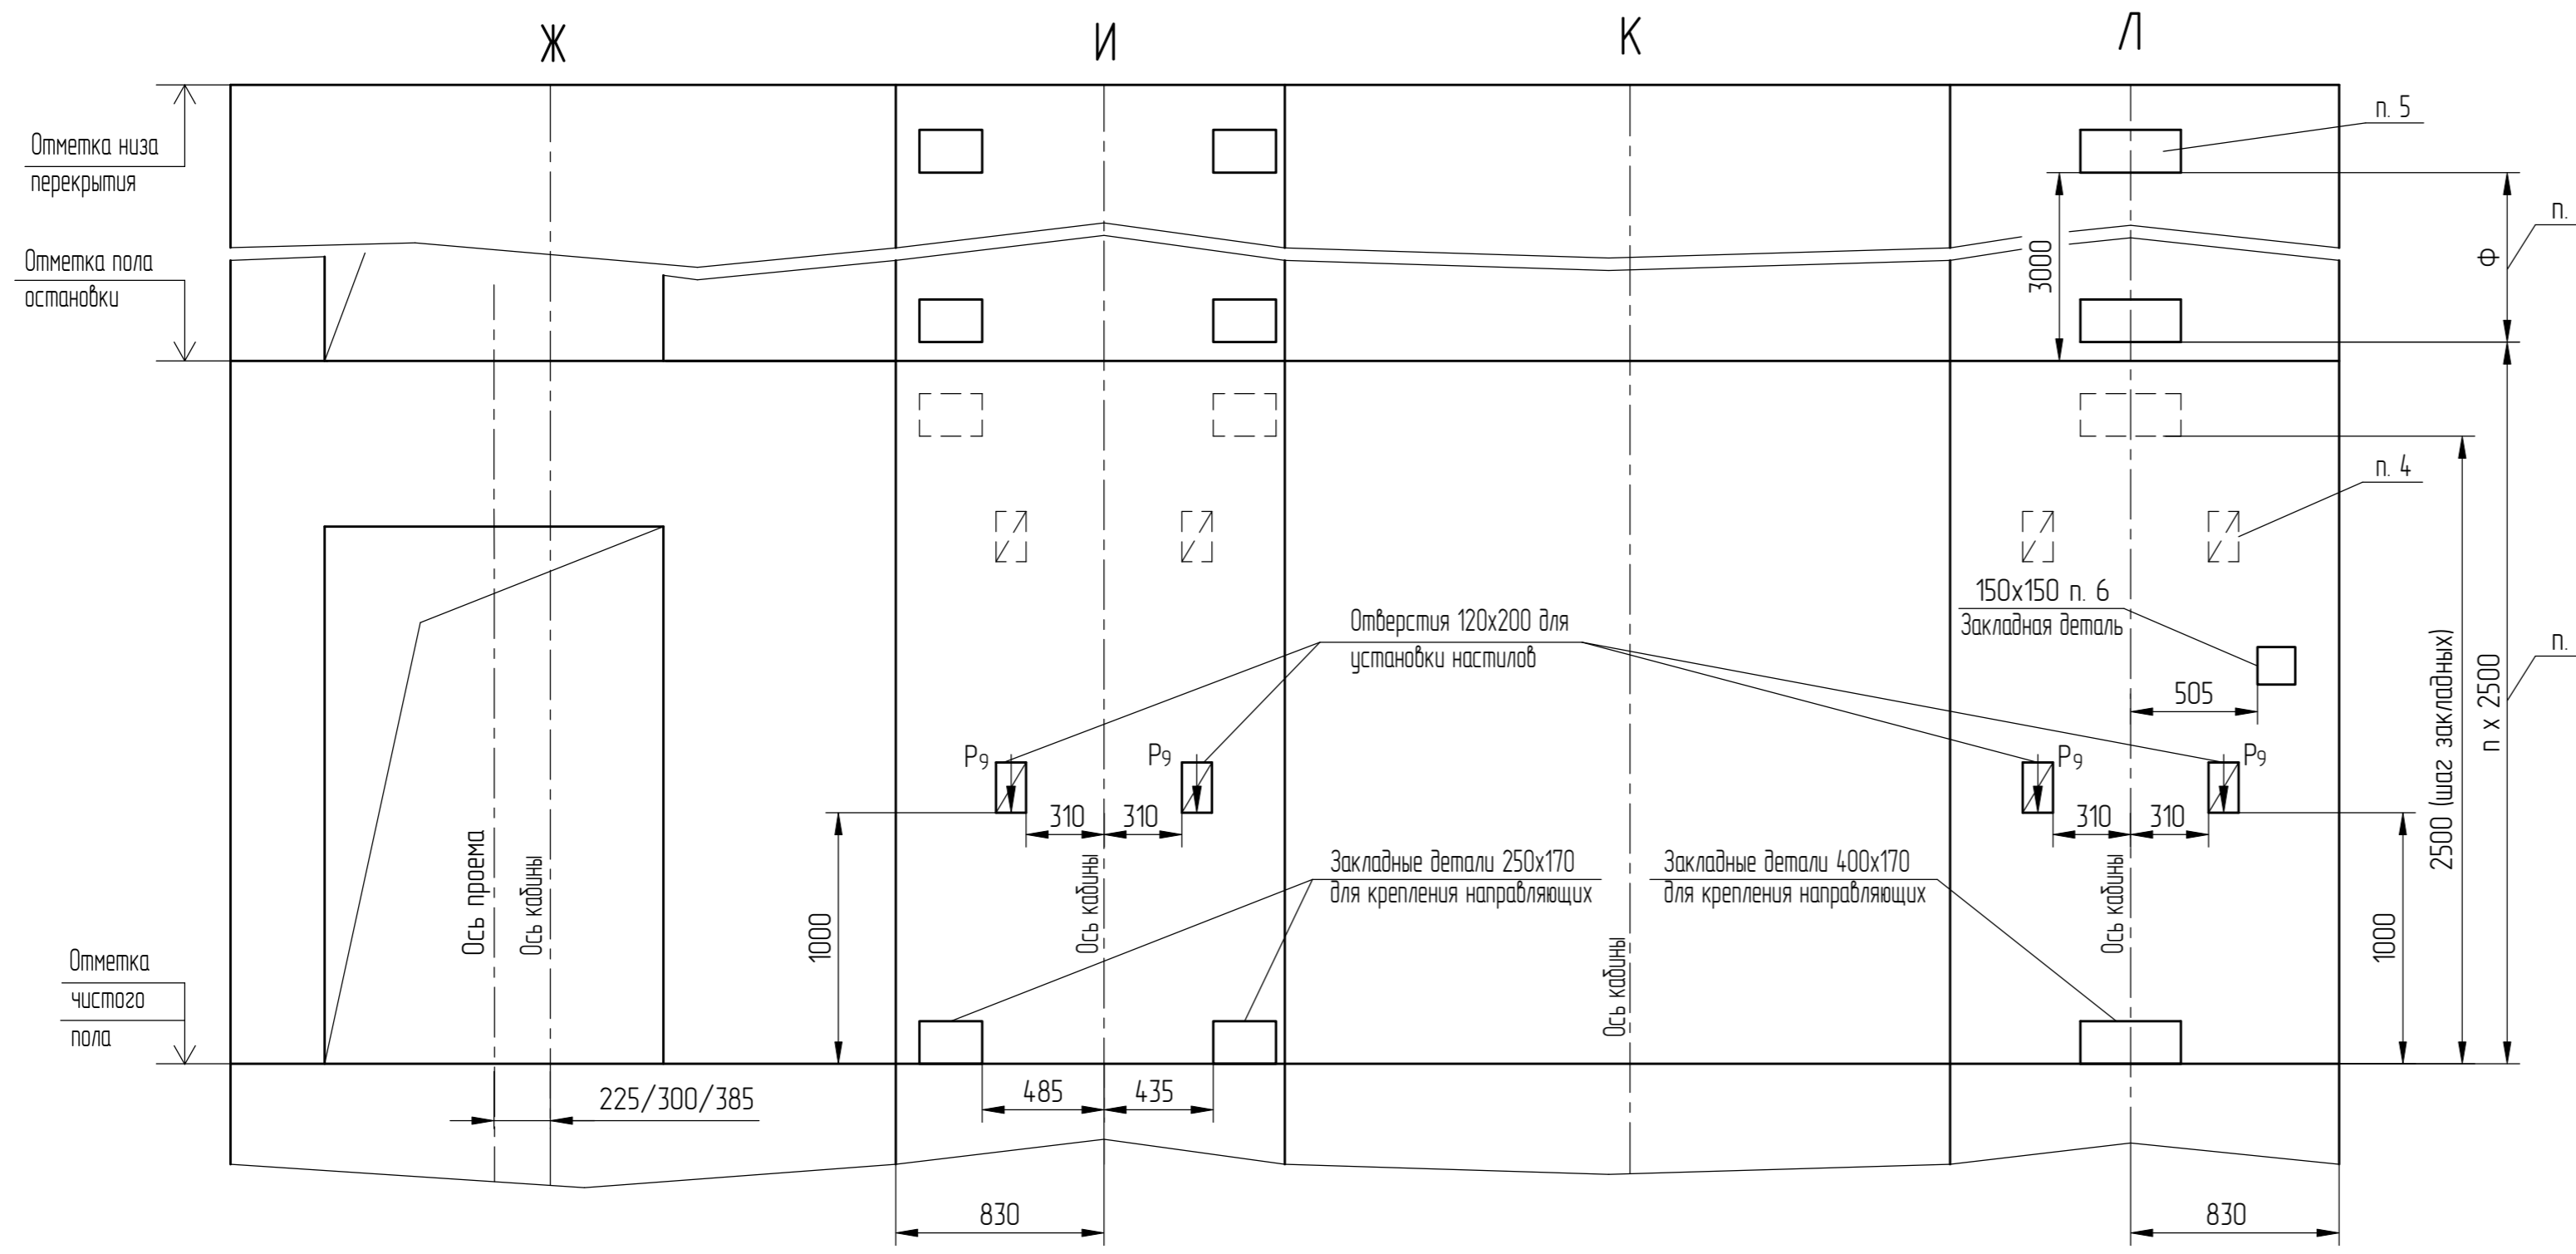 Ж
И
К
Л
Отметка низа
перекрытия
п. 5
Отметка пола
остановки
3000
Ф
п.
п. 4
150х150 п. 6
Закладная деталь
Отверстия 120х200 для
установки настилов
505
2500 (шаг закладных)
п х 2500
п.
P9
P9
P9
P9
310
310
310
310
Ось проема
Ось кабины
1000
Ось кабины
Закладные детали 250х170
для крепления направляющих
Закладные детали 400х170
для крепления направляющих
Ось кабины
Ось кабины
1000
Отметка
чистого
пола
225/300/385
485
435
830
830